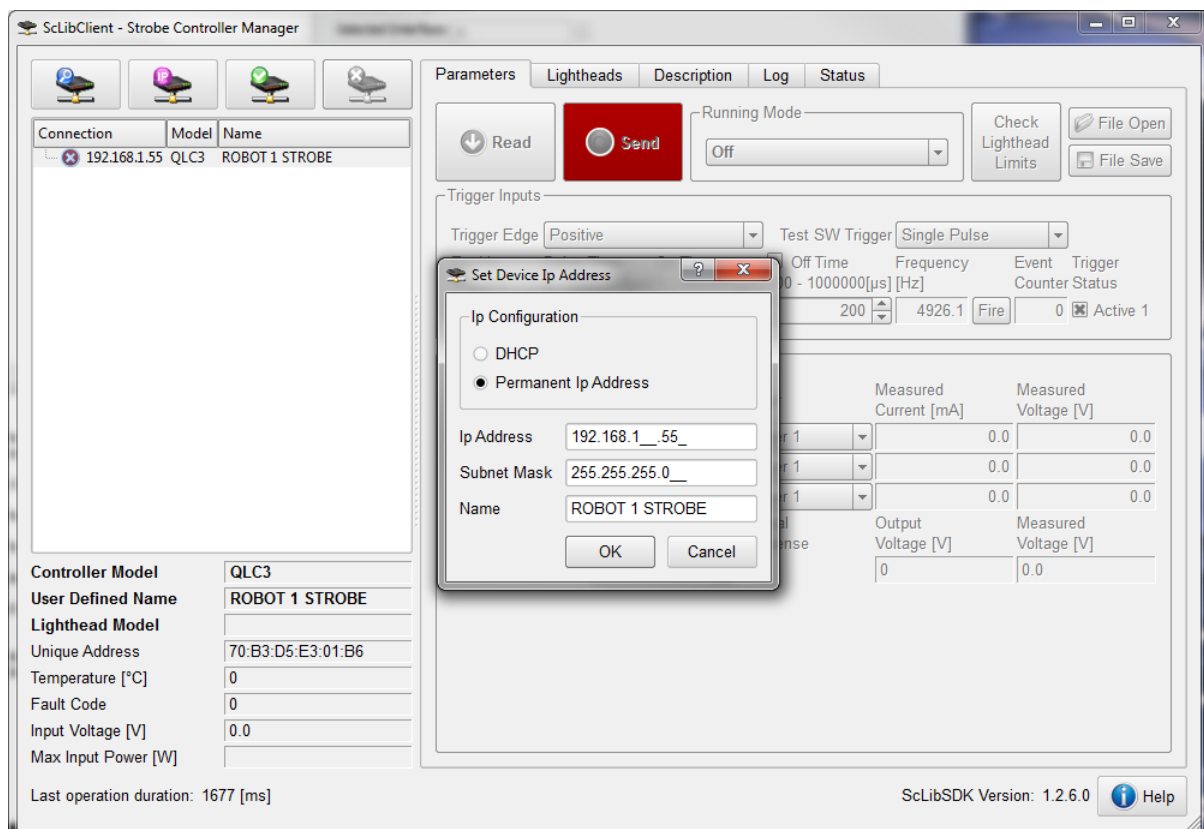 ScLibClient - Strobe Controller Manager
IP
Connection Model Name
192.168.1.55 QLC3 ROBOT 1 STROBE
Controller Model QLC3
User Defined Name ROBOT 1 STROBE
Lighthead Model
Unique Address 70:B3:D5:E3:01:B6
Temperature [°C] 0
Fault Code 0
Input Voltage [V] 0.0
Max Input Power [W]
Last operation duration: 1677 [ms]
Parameters Lightheads Description Log Status
Read Send
Running Mode
Off
Check
Lighthead
Limits
File Open
File Save
Trigger Inputs
Trigger Edge Positive Test SW Trigger Single Pulse
Off Time Frequency Event Trigger
0 - 1000000[µs] [Hz] Counter Status
200 4926.1 Fire 0 Active 1
Measured Measured
Current [mA] Voltage [V]
r 1 0.0 0.0
r 1 0.0 0.0
r 1 0.0 0.0
Output Measured
Voltage [V] Voltage [V]
0 0.0
Set Device Ip Address
Ip Configuration
DHCP
Permanent Ip Address
Ip Address 192.168.1__.55_
Subnet Mask 255.255.255.0__
Name ROBOT 1 STROBE
OK Cancel
ScLibSDK Version: 1.2.6.0 Help